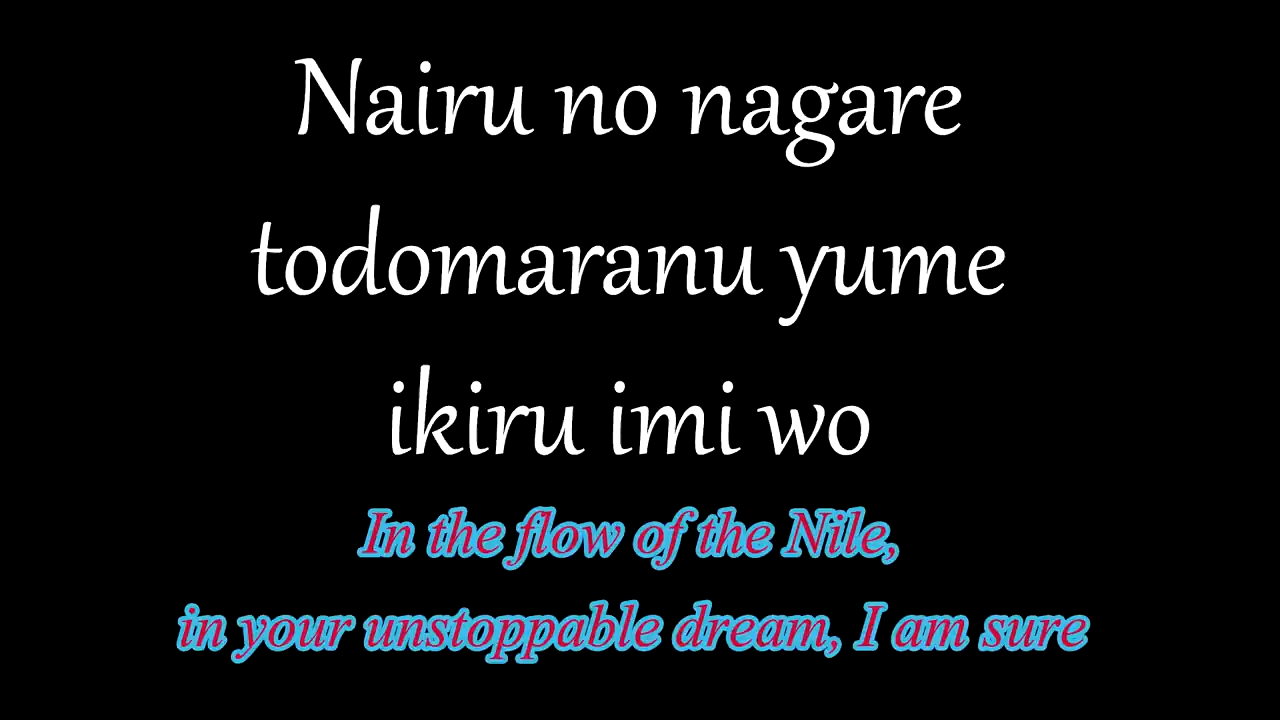 Nairu no nagare
todomaranu yume
ikiru imi wo
In the flow of the Nile,
in your unstoppable dream, I am sure